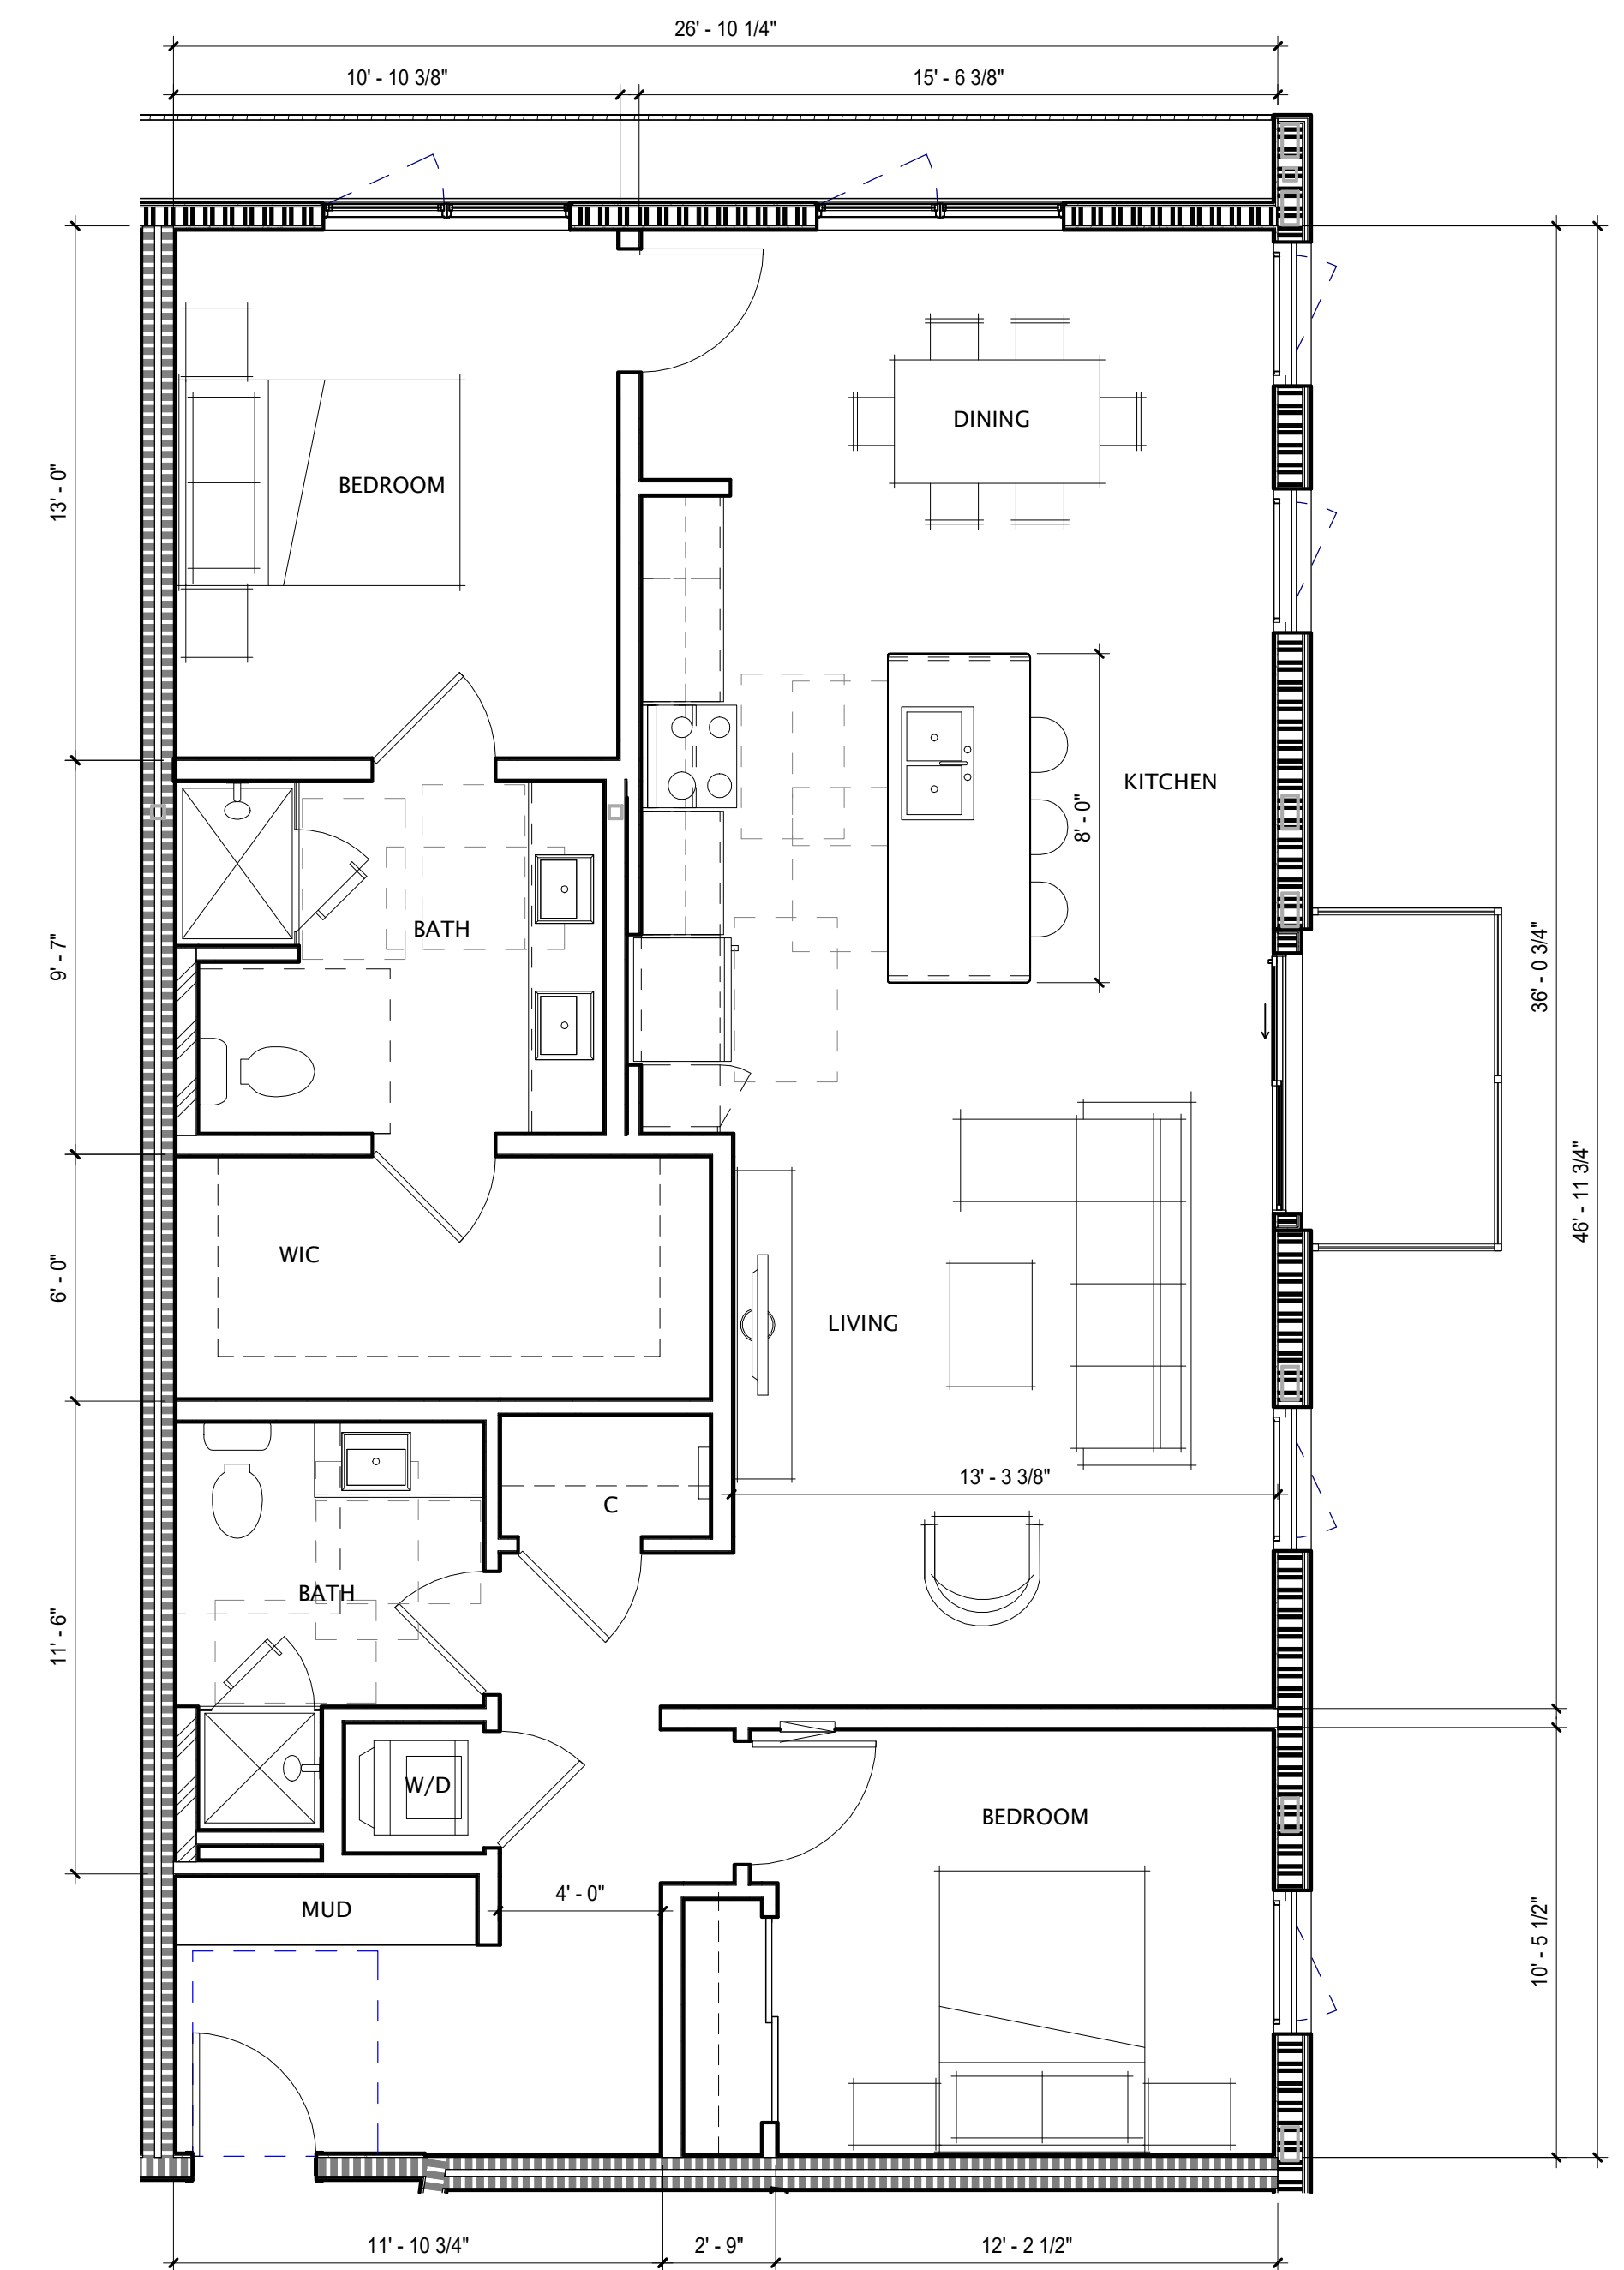 26' - 10 1/4"
10' - 10 3/8"
15' - 6 3/8"
DINING
BEDROOM
13' - 0"
KITCHEN
8' - 0"
BATH
9' - 7"
36' - 0 3/4"
46' - 11 3/4"
WIC
6' - 0"
LIVING
13' - 3 3/8"
C
BATH
11' - 6"
W/D
BEDROOM
MUD
4' - 0"
10' - 5 1/2"
11' - 10 3/4"
2' - 9"
12' - 2 1/2"